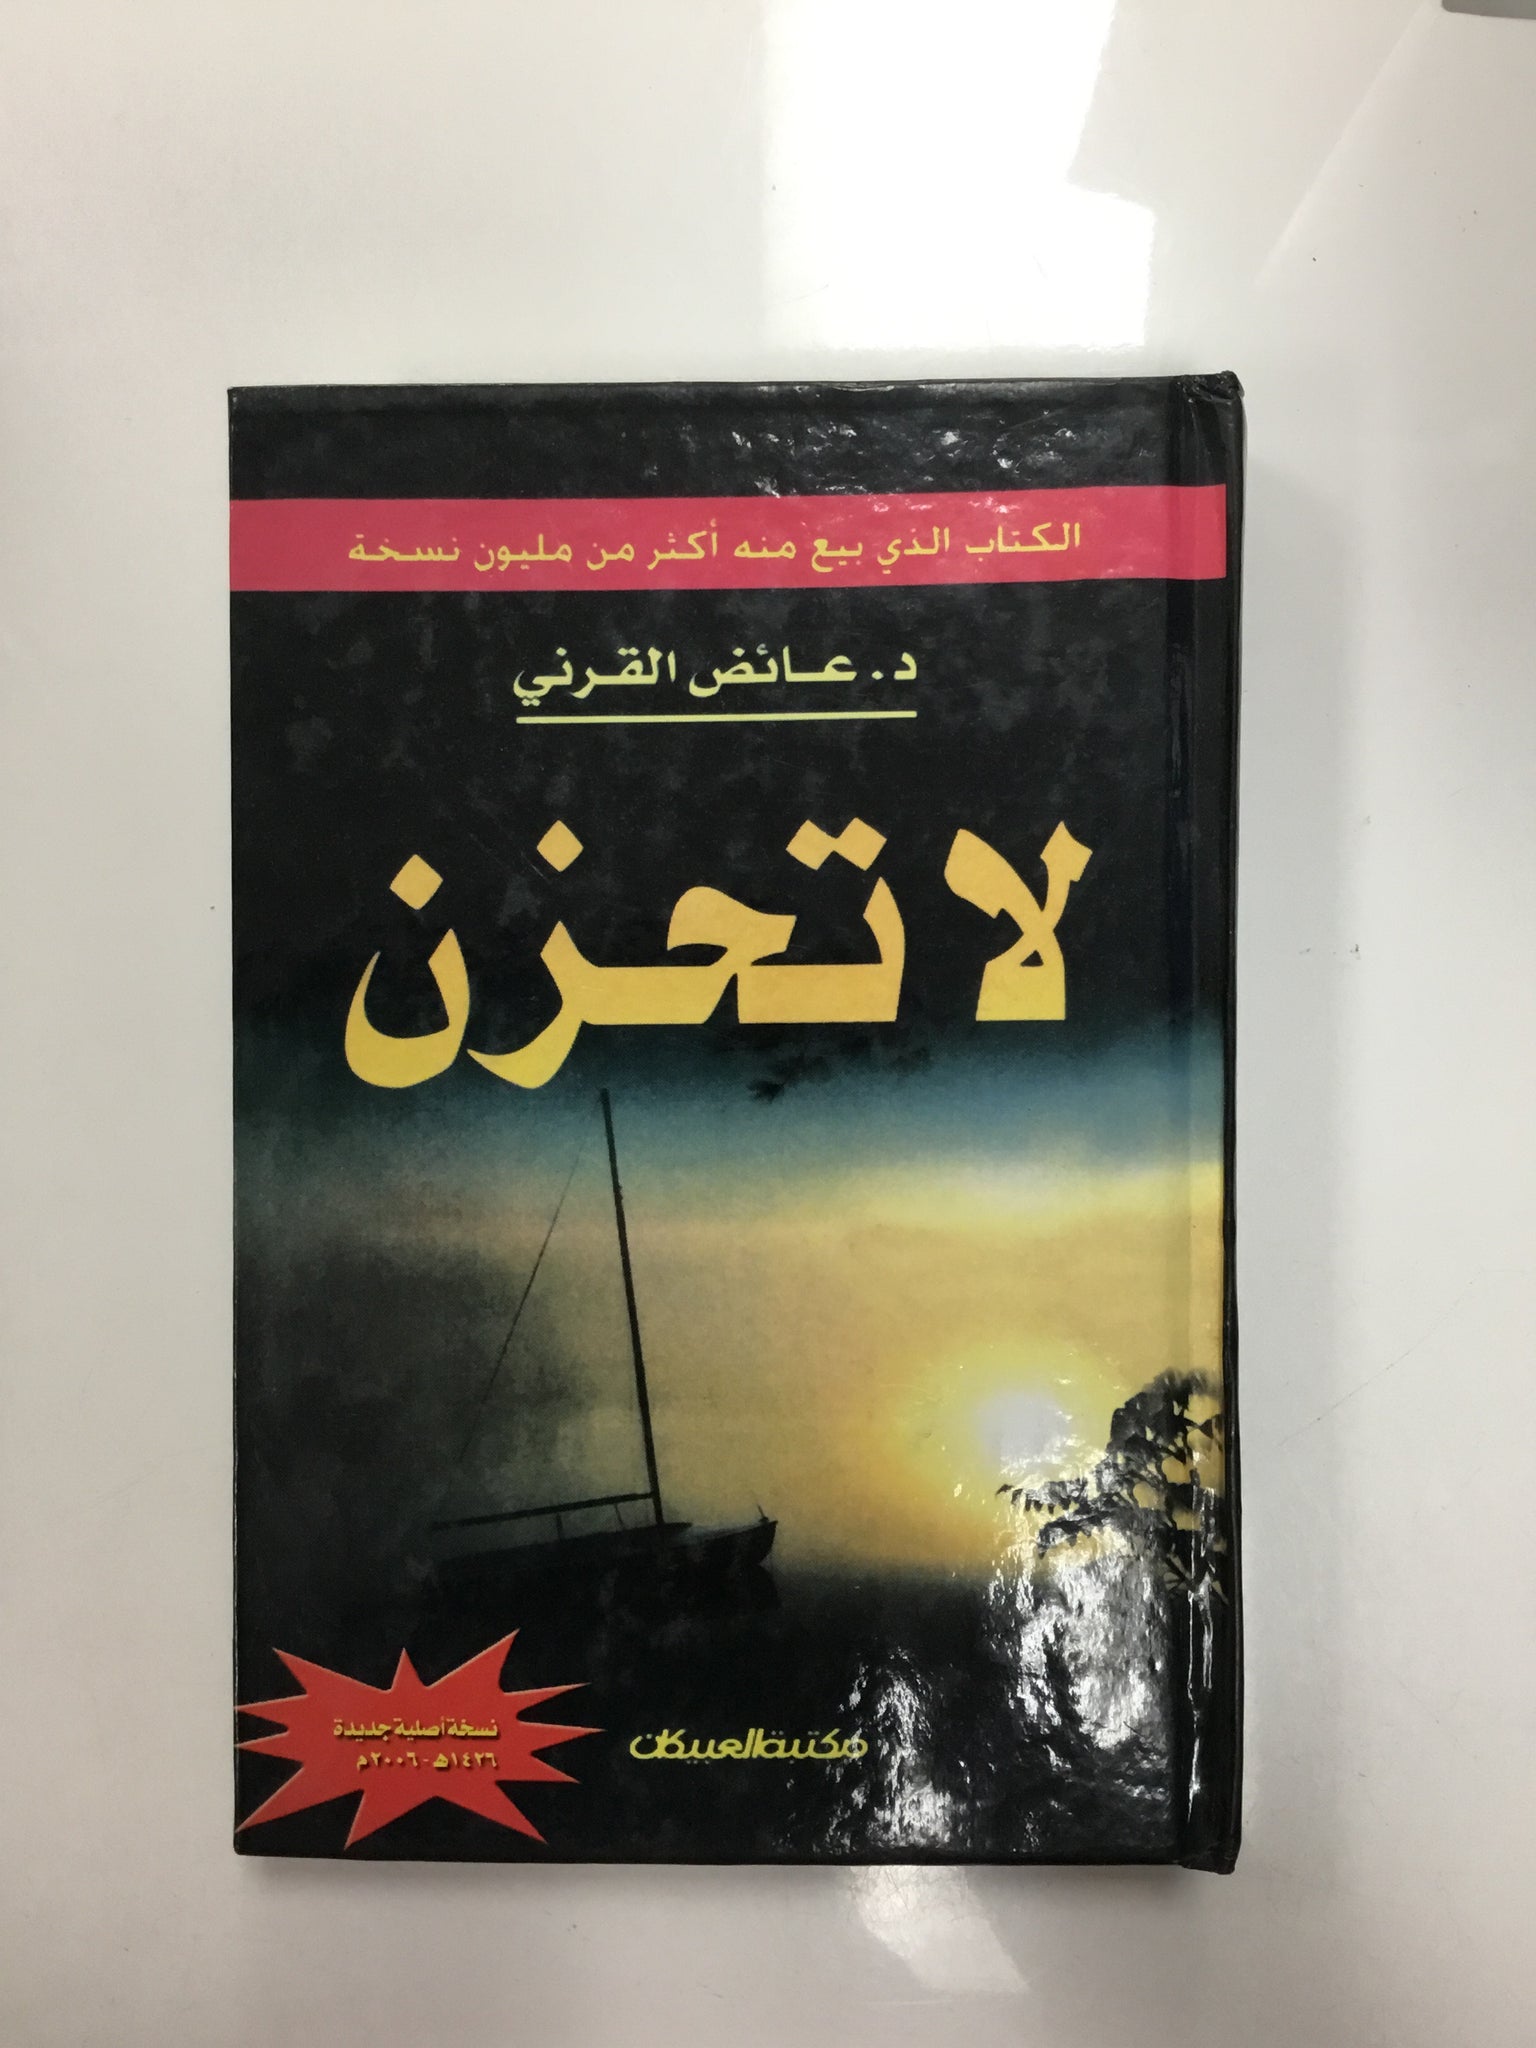 الكتاب الذي بيع منه أكثر من مليون نسخة
د. عائض القرني
لا تحزن
نسخة أصلية جديدة
١٤٢٦هـ - ٢٠٠٦م
مكتبة العبيكان